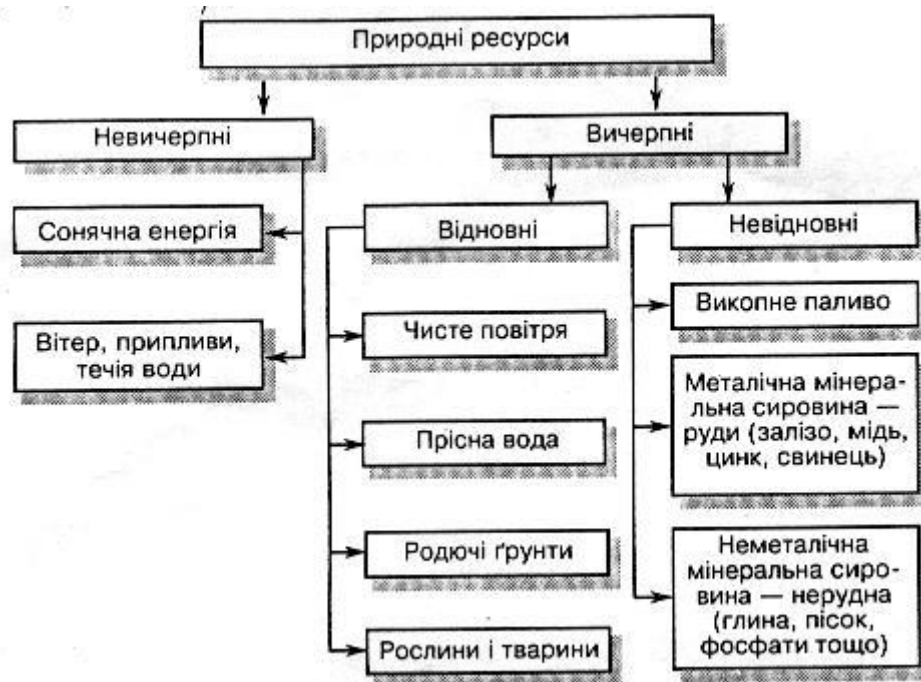 Природні ресурси
Невичерпні
Вичерпні
Сонячна енергія
Вітер, припливи,
течія води
Відновні
Чисте повітря
Прісна вода
Родючі ґрунти
Рослини і тварини
Невідновні
Викопне паливо
Металічна мінера-
льна сировина —
руди (залізо, мідь,
цинк, свинець)
Неметалічна
мінеральна сиро-
вина — нерудна
(глина, пісок,
фосфати тощо)